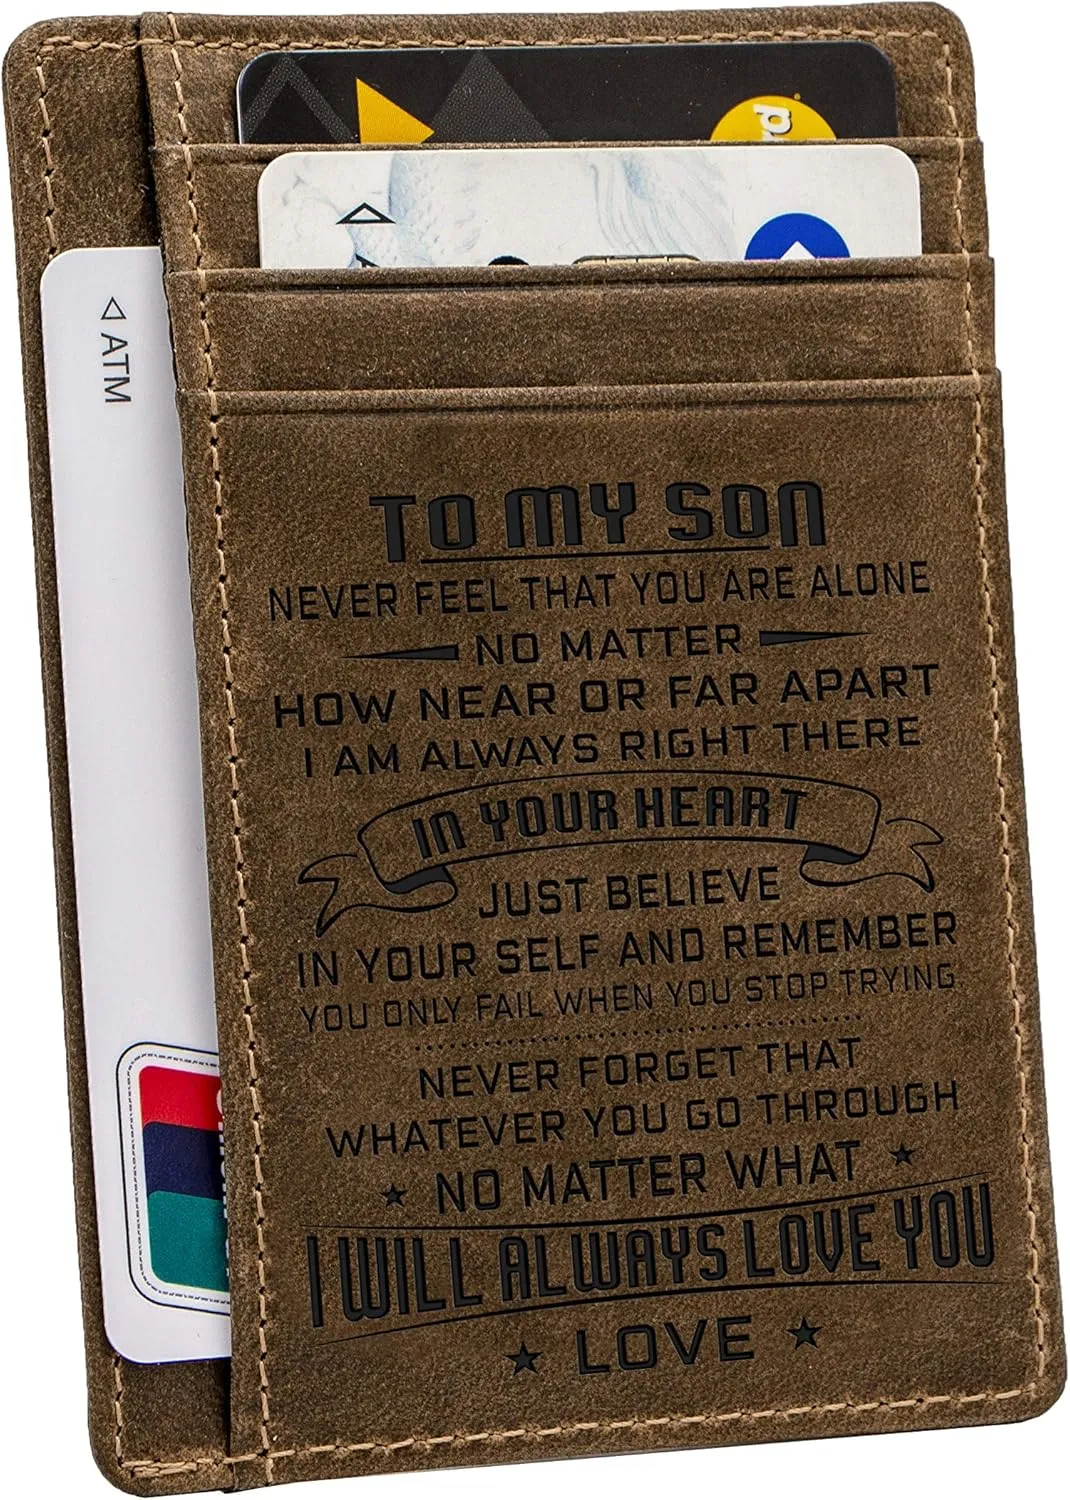 ATM
TO MY SON
NEVER FEEL THAT YOU ARE ALONE
NO MATTER
HOW NEAR OR FAR APART
I AM ALWAYS RIGHT THERE
IN YOUR HEART
JUST BELIEVE
IN YOUR SELF AND REMEMBER
YOU ONLY FAIL WHEN YOU STOP TRYING
NEVER FORGET THAT
WHATEVER YOU GO THROUGH
NO MATTER WHAT
I WILL ALWAYS LOVE YOU
LOVE